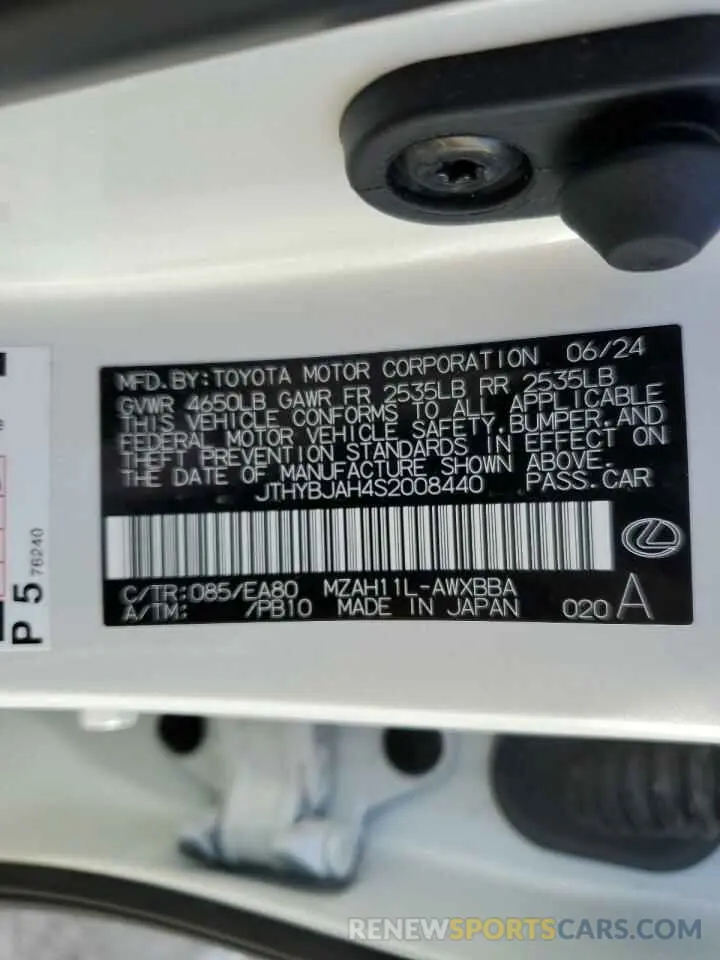 MFD.BY:TOYOTA MOTOR CORPORATION 06/24
GVWR 4650LB GAWR FR 2535LB RR 2535LB
THIS VEHICLE CONFORMS TO ALL APPLICABLE
FEDERAL MOTOR VEHICLE SAFETY,BUMPER,AND
THEFT PREVENTION STANDARDS IN EFFECT ON
THE DATE OF MANUFACTURE SHOWN ABOVE.
JTHYBJAH4S2008440 PASS.CAR
C/TR:085/EA80 MZAH11L-AWXBBA
A/TM: /PB10 MADE IN JAPAN 020 A
P 5 76240
RENEWSPORTSCARS.COM